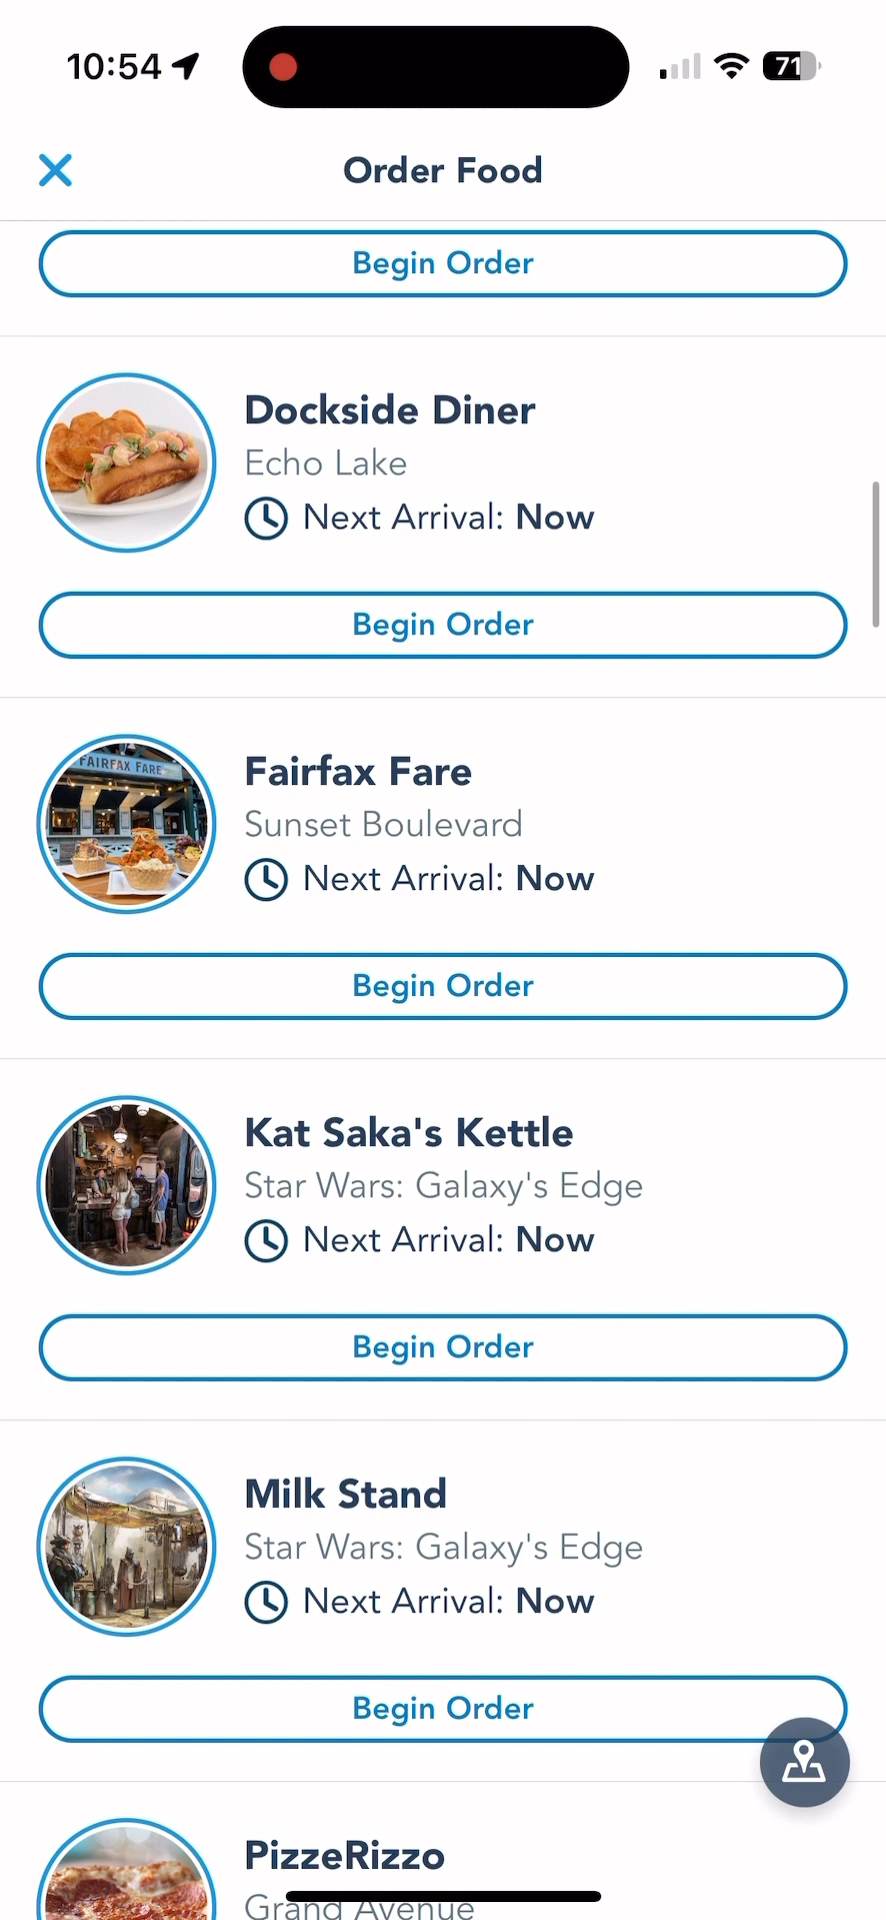 10:54
71
Order Food
Begin Order
Dockside Diner
Echo Lake
Next Arrival: Now
Begin Order
FAIRFAX FARE
Fairfax Fare
Sunset Boulevard
Next Arrival: Now
Begin Order
Kat Saka's Kettle
Star Wars: Galaxy's Edge
Next Arrival: Now
Begin Order
Milk Stand
Star Wars: Galaxy's Edge
Next Arrival: Now
Begin Order
PizzeRizzo
Grand Avenue